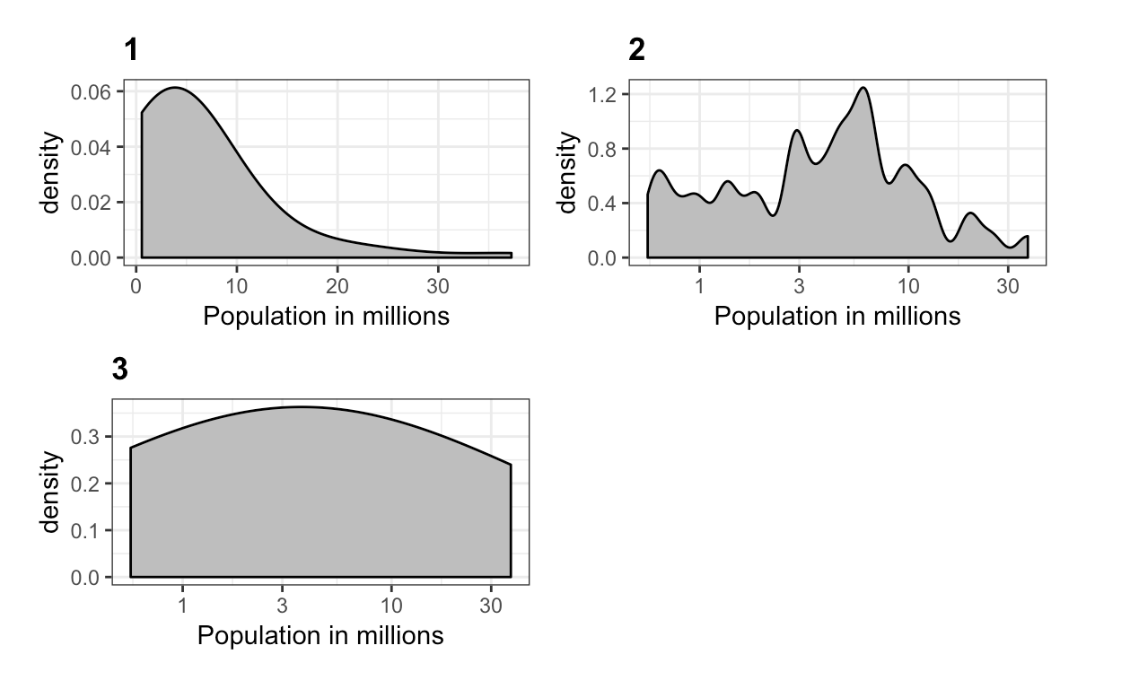 1
0.06
0.04
0.02
0.00
density
0 10 20 30
Population in millions
2
1.2
0.8
0.4
0.0
density
1 3 10 30
Population in millions
3
0.3
0.2
0.1
0.0
density
1 3 10 30
Population in millions